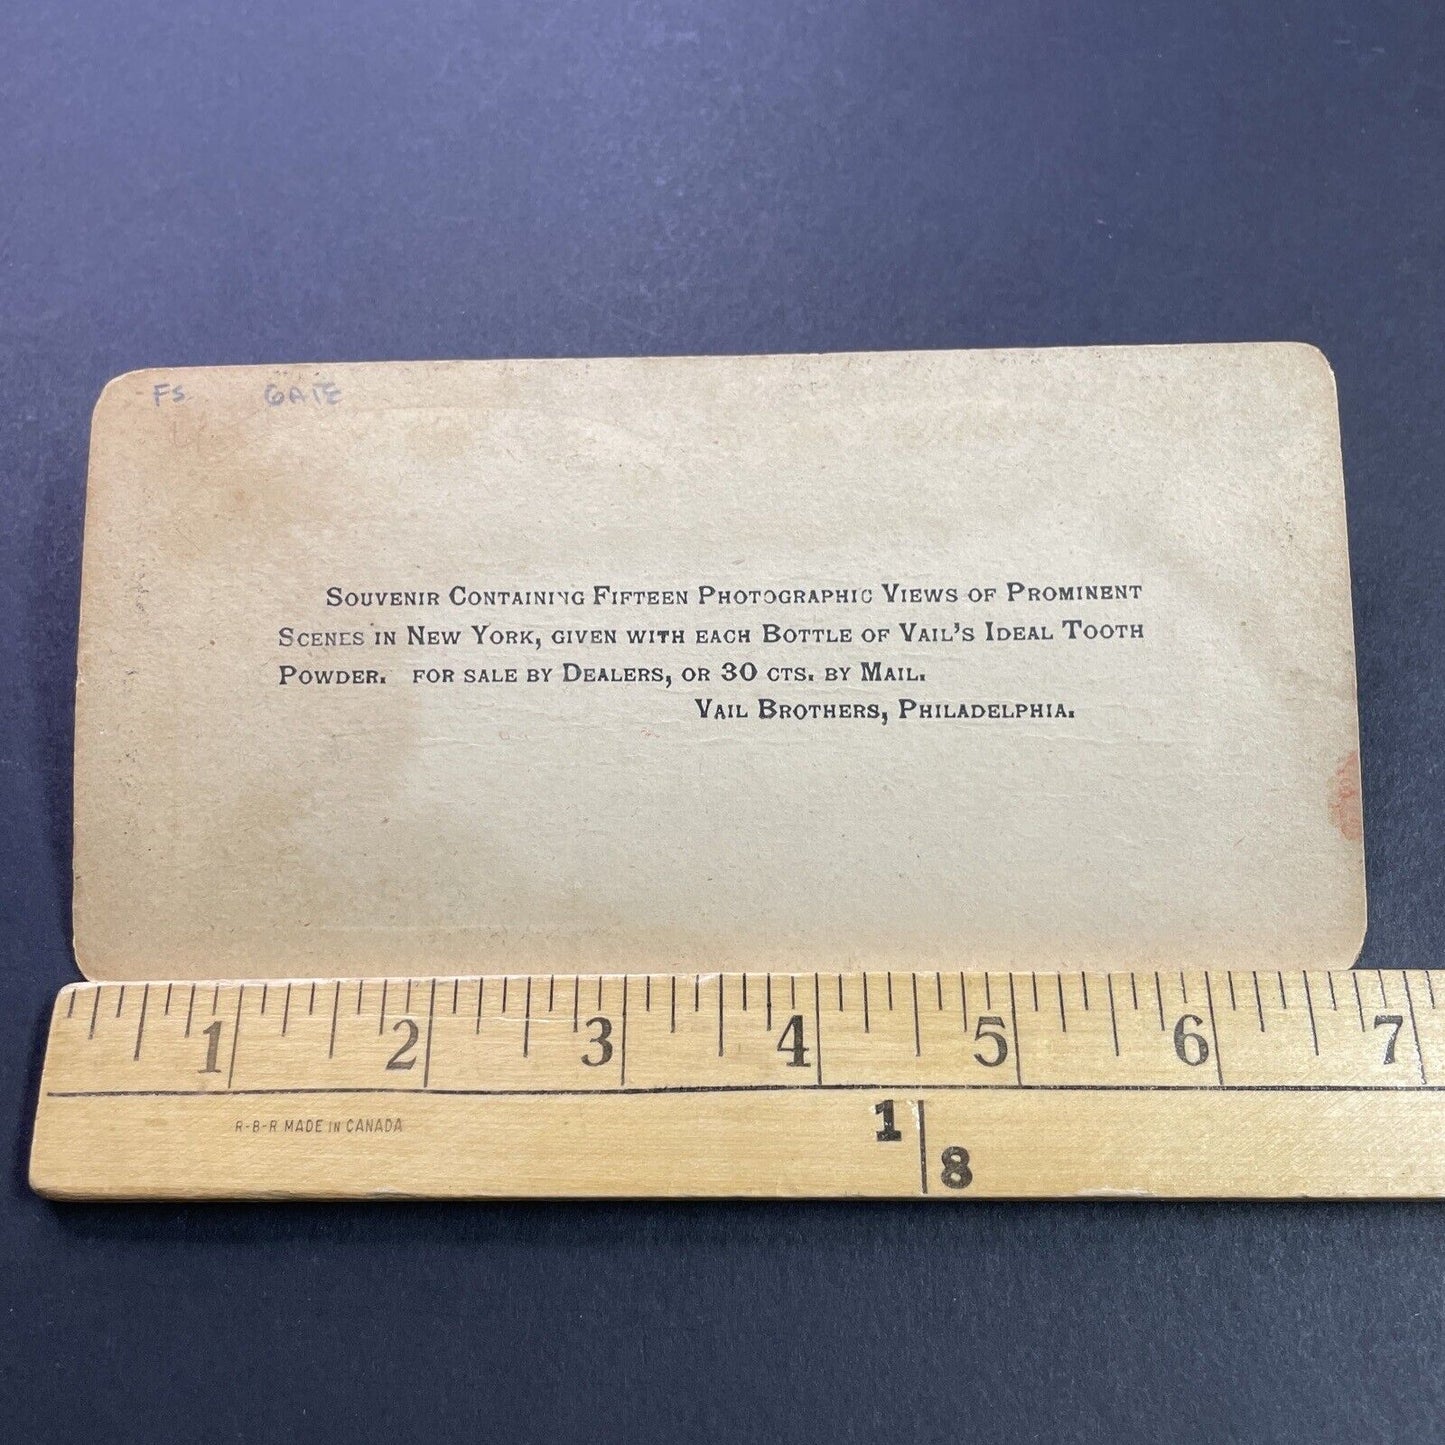 FS GATE
Souvenir Containing Fifteen Photographic Views of Prominent
Scenes in New York, given with each Bottle of Vail's Ideal Tooth
Powder. for sale by Dealers, or 30 cts. by Mail.
Vail Brothers, Philadelphia.
1 2 3 4 5 6 7
R-B-R MADE IN CANADA
1
8